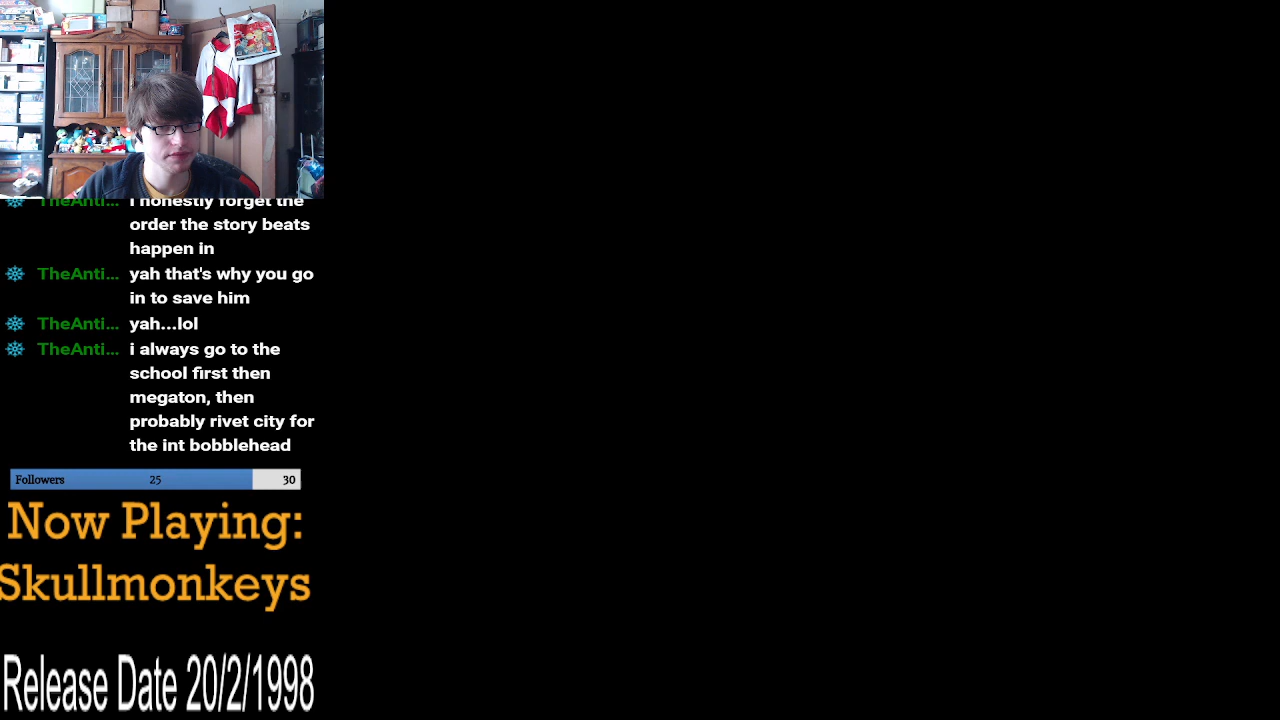 TheAnti... i honestly forget the
order the story beats
happen in
TheAnti... yah that's why you go
in to save him
TheAnti... yah...lol
TheAnti... i always go to the
school first then
megaton, then
probably rivet city for
the int bobblehead
Followers 25 30
Now Playing:
Skullmonkeys
Release Date 20/2/1998